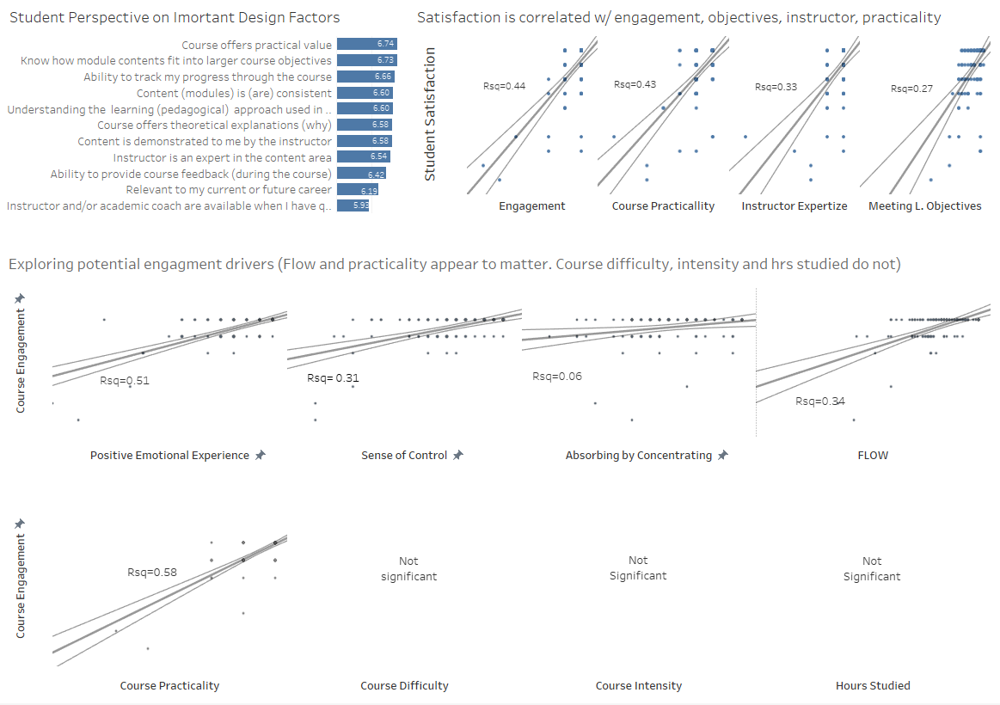 Student Perspective on Imortant Design Factors
Course offers practical value 6.74
Know how module contents fit into larger course objectives 6.73
Ability to track my progress through the course 6.66
Content (modules) is (are) consistent 6.60
Understanding the learning (pedagogical) approach used in .. 6.60
Course offers theoretical explanations (why) 6.58
Content is demonstrated to me by the instructor 6.58
Instructor is an expert in the content area 6.54
Ability to provide course feedback (during the course) 6.42
Relevant to my current or future career 6.19
Instructor and/or academic coach are available when I have q.. 5.93
Satisfaction is correlated w/ engagement, objectives, instructor, practicality
Student Satisfaction
Rsq=0.44
Rsq=0.43
Rsq=0.33
Rsq=0.27
Engagement
Course Practicallity
Instructor Expertize
Meeting L. Objectives
Exploring potential engagment drivers (Flow and practicality appear to matter. Course difficulty, intensity and hrs studied do not)
Course Engagement
Rsq=0.51
Rsq= 0.31
Rsq=0.06
Rsq=0.34
Positive Emotional Experience
Sense of Control
Absorbing by Concentrating
FLOW
Course Engagement
Rsq=0.58
Not
significant
Not
Significant
Not
Significant
Course Practicality
Course Difficulty
Course Intensity
Hours Studied